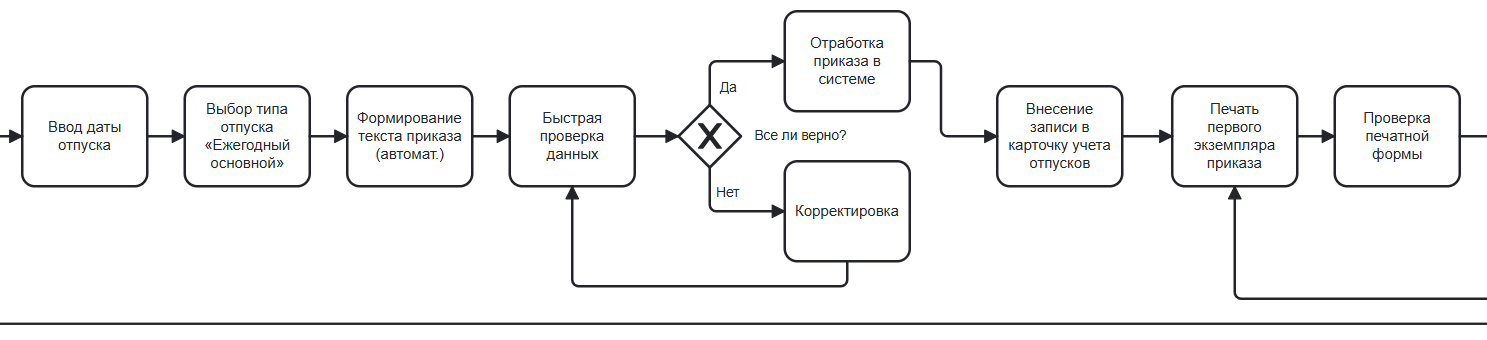 Ввод даты
отпуска
Выбор типа
отпуска
«Ежегодный
основной»
Формирование
текста приказа
(автомат.)
Быстрая
проверка
данных
Да
Все ли верно?
Нет
Отработка
приказа в
системе
Корректировка
Внесение
записи в
карточку учета
отпусков
Печать
первого
экземпляра
приказа
Проверка
печатной
формы